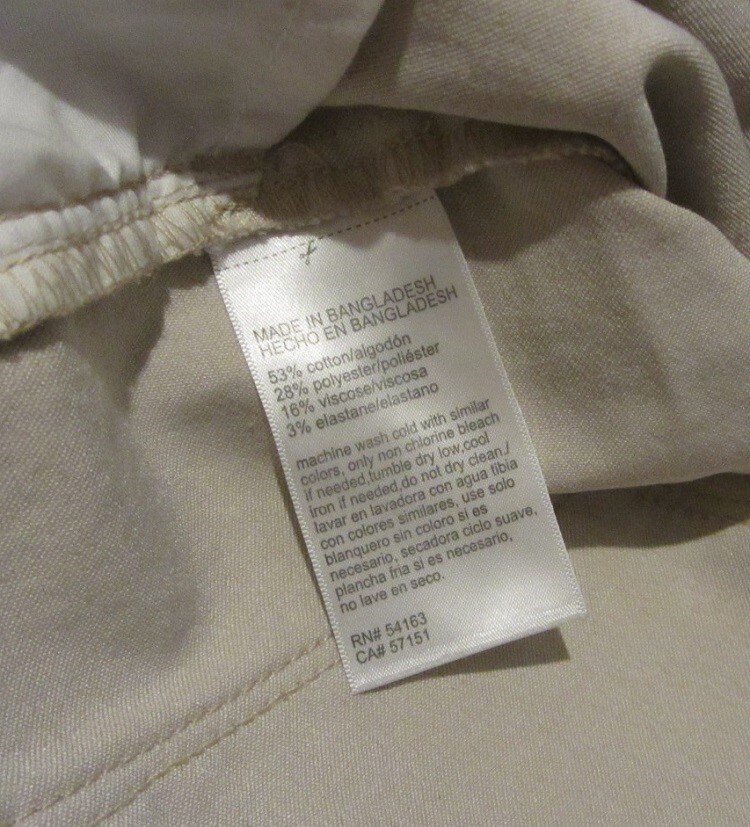 MADE IN BANGLADESH
HECHO EN BANGLADESH
53% cotton/algodón
28% polyester/poliéster
16% viscose/viscosa
3% elastane/elastano
machine wash cold with similar
colors, only non chlorine bleach
if needed,tumble dry low,cool
iron if needed,do not dry clean./
lavar en lavadora con agua tibia
con colores similares, use solo
blanquero sin coloro si es
necesario, secadora ciclo suave,
plancha fria si es necesario,
no lave en seco.
RN# 54163
CA# 57151